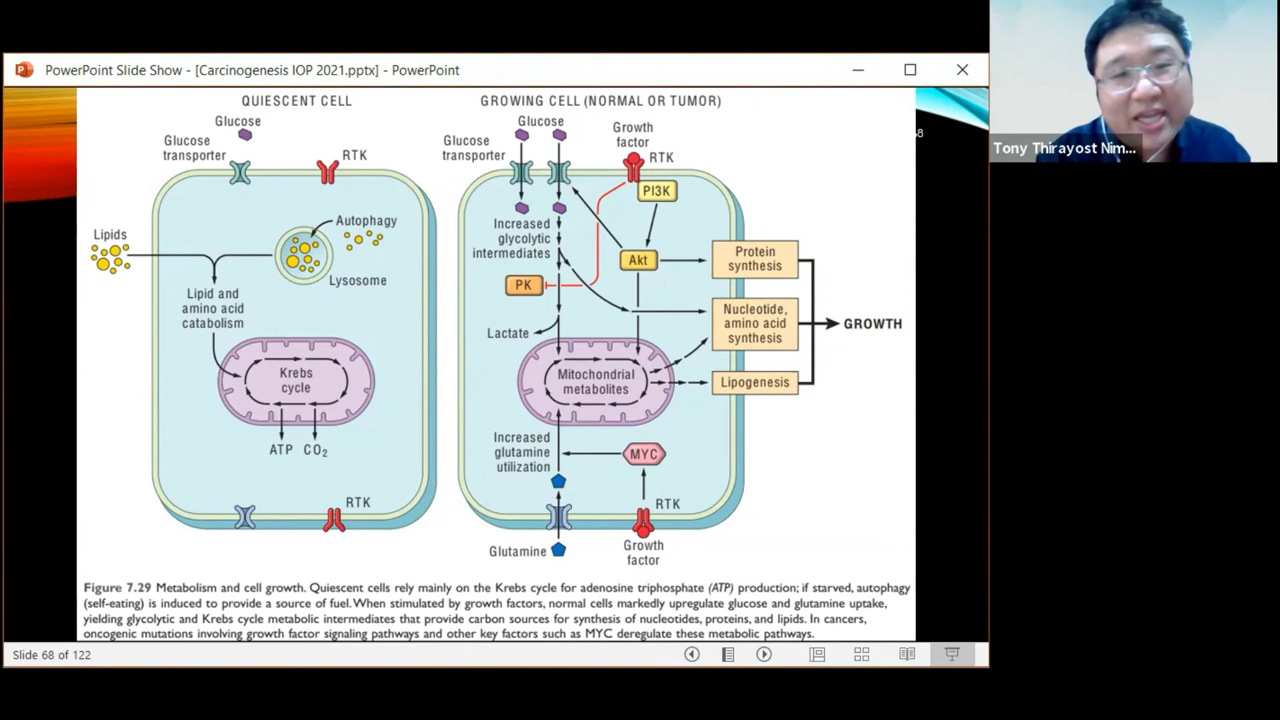 PowerPoint Slide Show - [Carcinogenesis IOP 2021.pptx] - PowerPoint
Tony Thirayost Nim...
8
QUIESCENT CELL
Glucose
Glucose
transporter
RTK
Lipids
Autophagy
Lysosome
Lipid and
amino acid
catabolism
Krebs
cycle
ATP CO₂
RTK
GROWING CELL (NORMAL OR TUMOR)
Glucose
Glucose
transporter
Growth
factor
RTK
PI3K
Increased
glycolytic
intermediates
Akt
PK
Lactate
Mitochondrial
metabolites
Increased
glutamine
utilization
MYC
RTK
Glutamine
Growth
factor
Protein
synthesis
Nucleotide,
amino acid
synthesis
Lipogenesis
GROWTH
Figure 7.29 Metabolism and cell growth. Quiescent cells rely mainly on the Krebs cycle for adenosine triphosphate (ATP) production; if starved, autophagy
(self-eating) is induced to provide a source of fuel. When stimulated by growth factors, normal cells markedly upregulate glucose and glutamine uptake,
yielding glycolytic and Krebs cycle metabolic intermediates that provide carbon sources for synthesis of nucleotides, proteins, and lipids. In cancers,
oncogenic mutations involving growth factor signaling pathways and other key factors such as MYC deregulate these metabolic pathways.
Slide 68 of 122